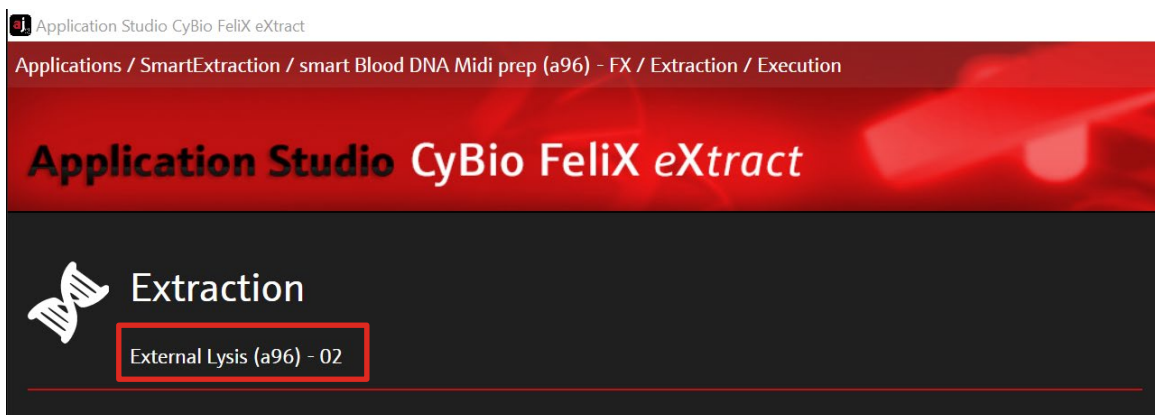 aj Application Studio CyBio FeliX eXtract
Applications / SmartExtraction / smart Blood DNA Midi prep (a96) - FX / Extraction / Execution
Application Studio CyBio FeliX eXtract
Extraction
External Lysis (a96) - 02